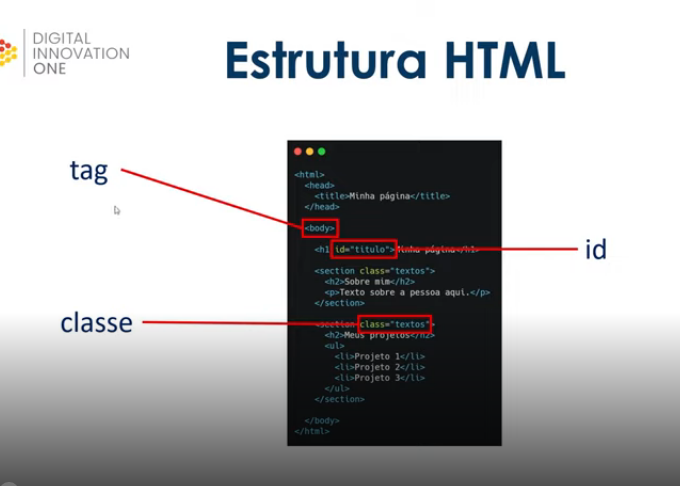 DIGITAL
INNOVATION
ONE
Estrutura HTML
tag
id
classe
<html>
<head>
<title>Minha página</title>
</head>
<body>
<h1 id="titulo">Minha página</h1>
<section class="textos">
<h2>Sobre mim</h2>
<p>Texto sobre a pessoa aqui.</p>
</section>
<section class="textos">
<h2>Meus projetos</h2>
<ul>
<li>Projeto 1</li>
<li>Projeto 2</li>
<li>Projeto 3</li>
</ul>
</section>
</body>
</html>